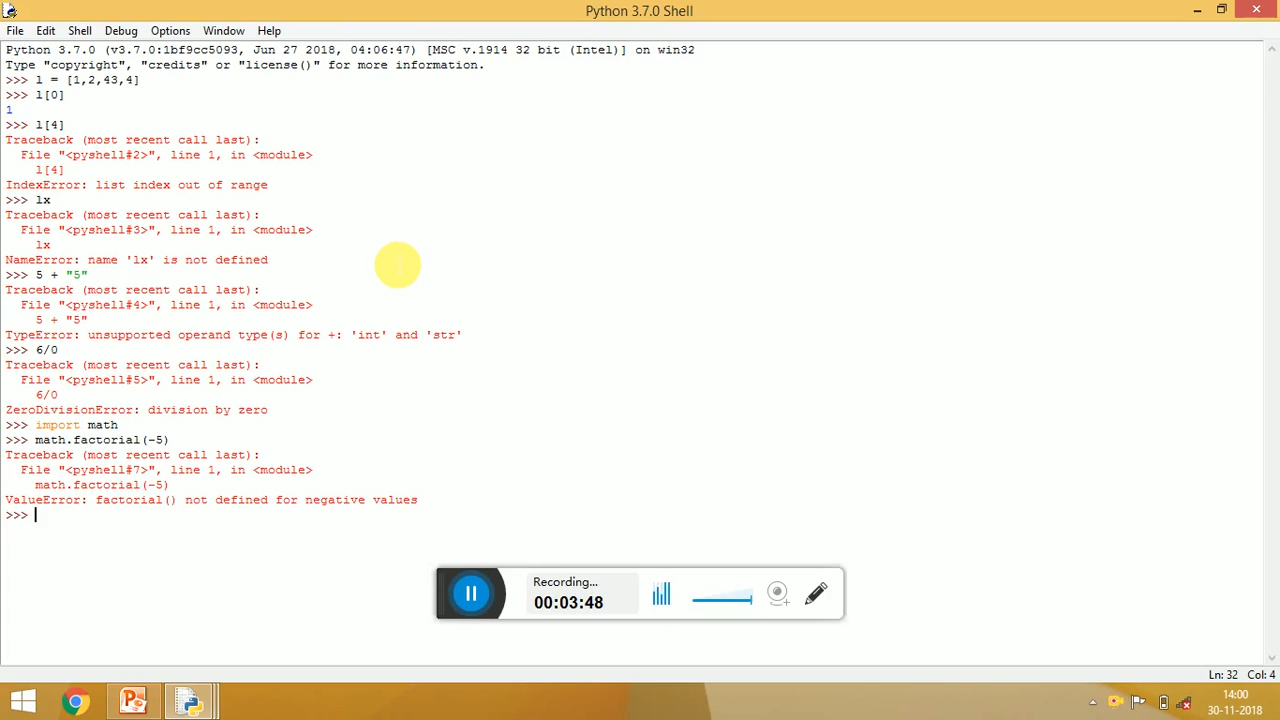 Python 3.7.0 Shell
File Edit Shell Debug Options Window Help
Python 3.7.0 (v3.7.0:1bf9cc5093, Jun 27 2018, 04:06:47) [MSC v.1914 32 bit (Intel)] on win32
Type "copyright", "credits" or "license()" for more information.
>>> l = [1,2,43,4]
>>> l[0]
1
>>> l[4]
Traceback (most recent call last):
  File "<pyshell#2>", line 1, in <module>
    l[4]
IndexError: list index out of range
>>> lx
Traceback (most recent call last):
  File "<pyshell#3>", line 1, in <module>
    lx
NameError: name 'lx' is not defined
>>> 5 + "5"
Traceback (most recent call last):
  File "<pyshell#4>", line 1, in <module>
    5 + "5"
TypeError: unsupported operand type(s) for +: 'int' and 'str'
>>> 6/0
Traceback (most recent call last):
  File "<pyshell#5>", line 1, in <module>
    6/0
ZeroDivisionError: division by zero
>>> import math
>>> math.factorial(-5)
Traceback (most recent call last):
  File "<pyshell#7>", line 1, in <module>
    math.factorial(-5)
ValueError: factorial() not defined for negative values
>>>
Recording...
00:03:48
Ln: 32 Col: 4
14:00
30-11-2018